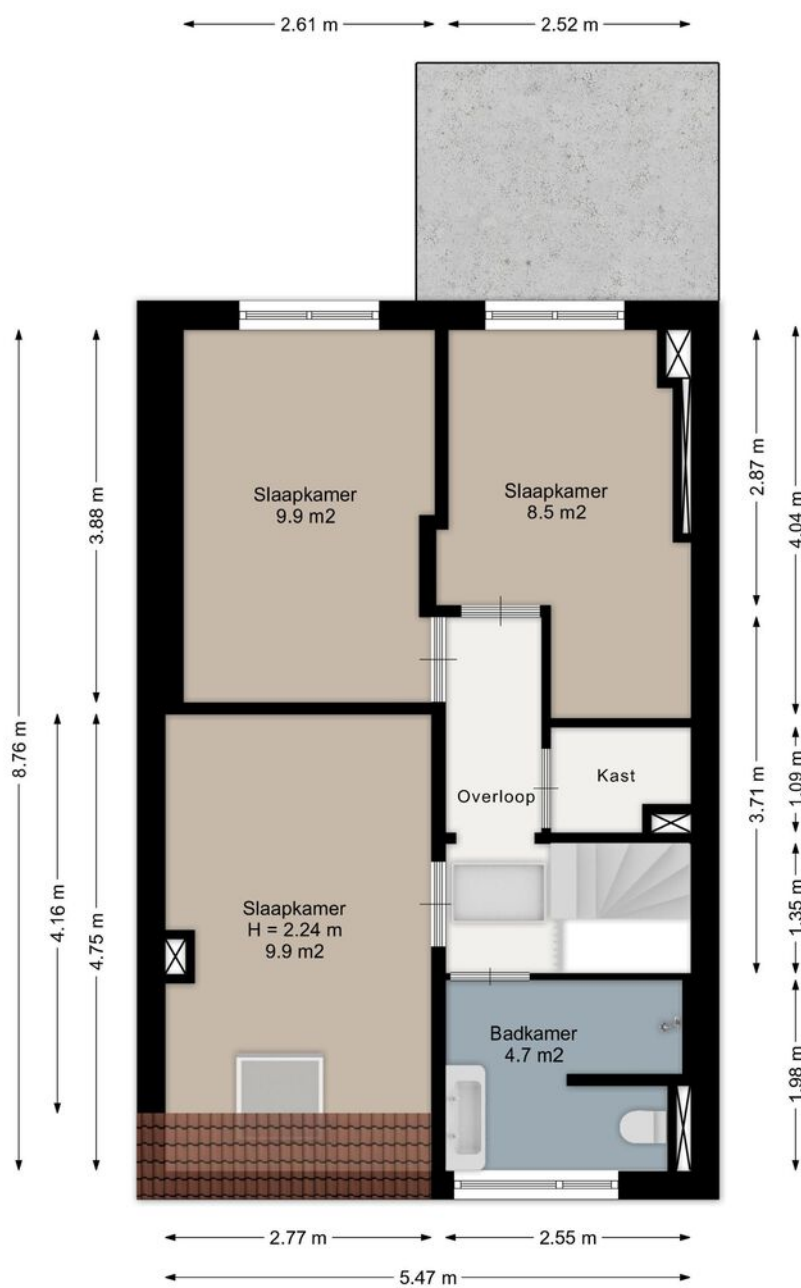 2.61 m
2.52 m
Slaapkamer
9.9 m2
Slaapkamer
8.5 m2
3.88 m
2.87 m
4.04 m
8.76 m
Overloop
Kast
3.71 m
1.09 m
Slaapkamer
H = 2.24 m
9.9 m2
4.16 m
4.75 m
1.35 m
Badkamer
4.7 m2
1.98 m
2.77 m
2.55 m
5.47 m